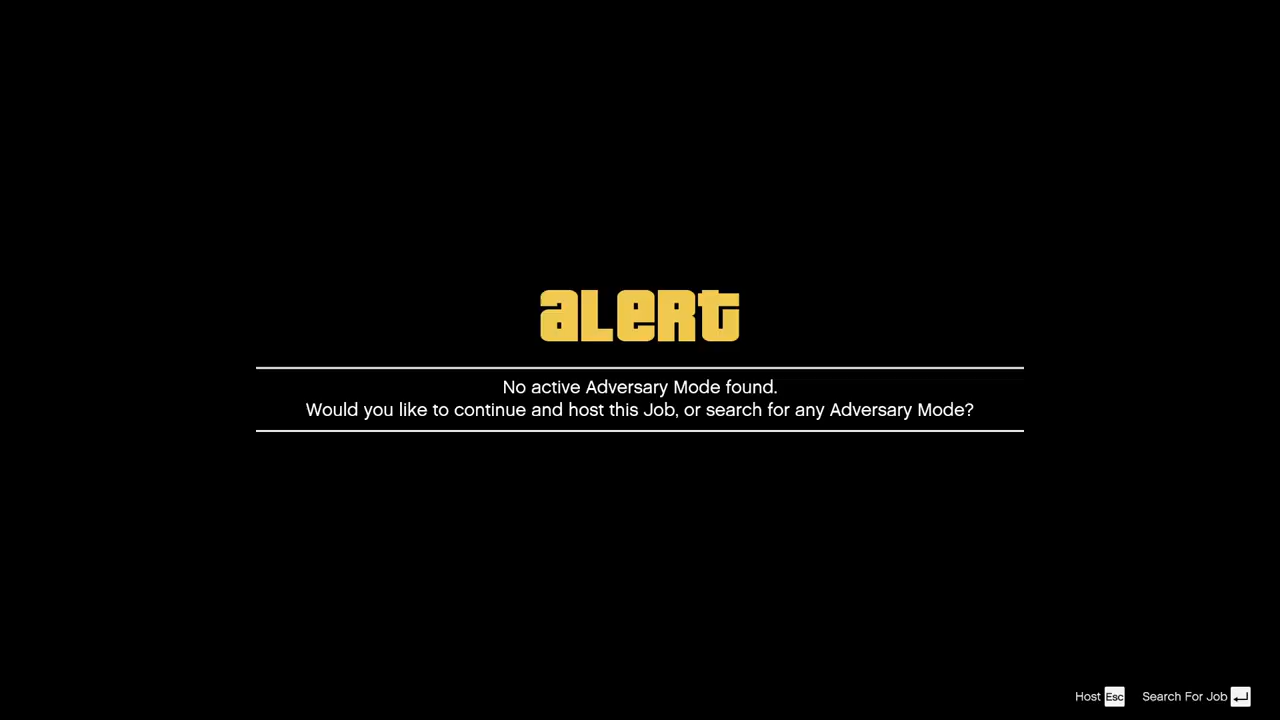 alert
No active Adversary Mode found.
Would you like to continue and host this Job, or search for any Adversary Mode?
Host Esc Search For Job